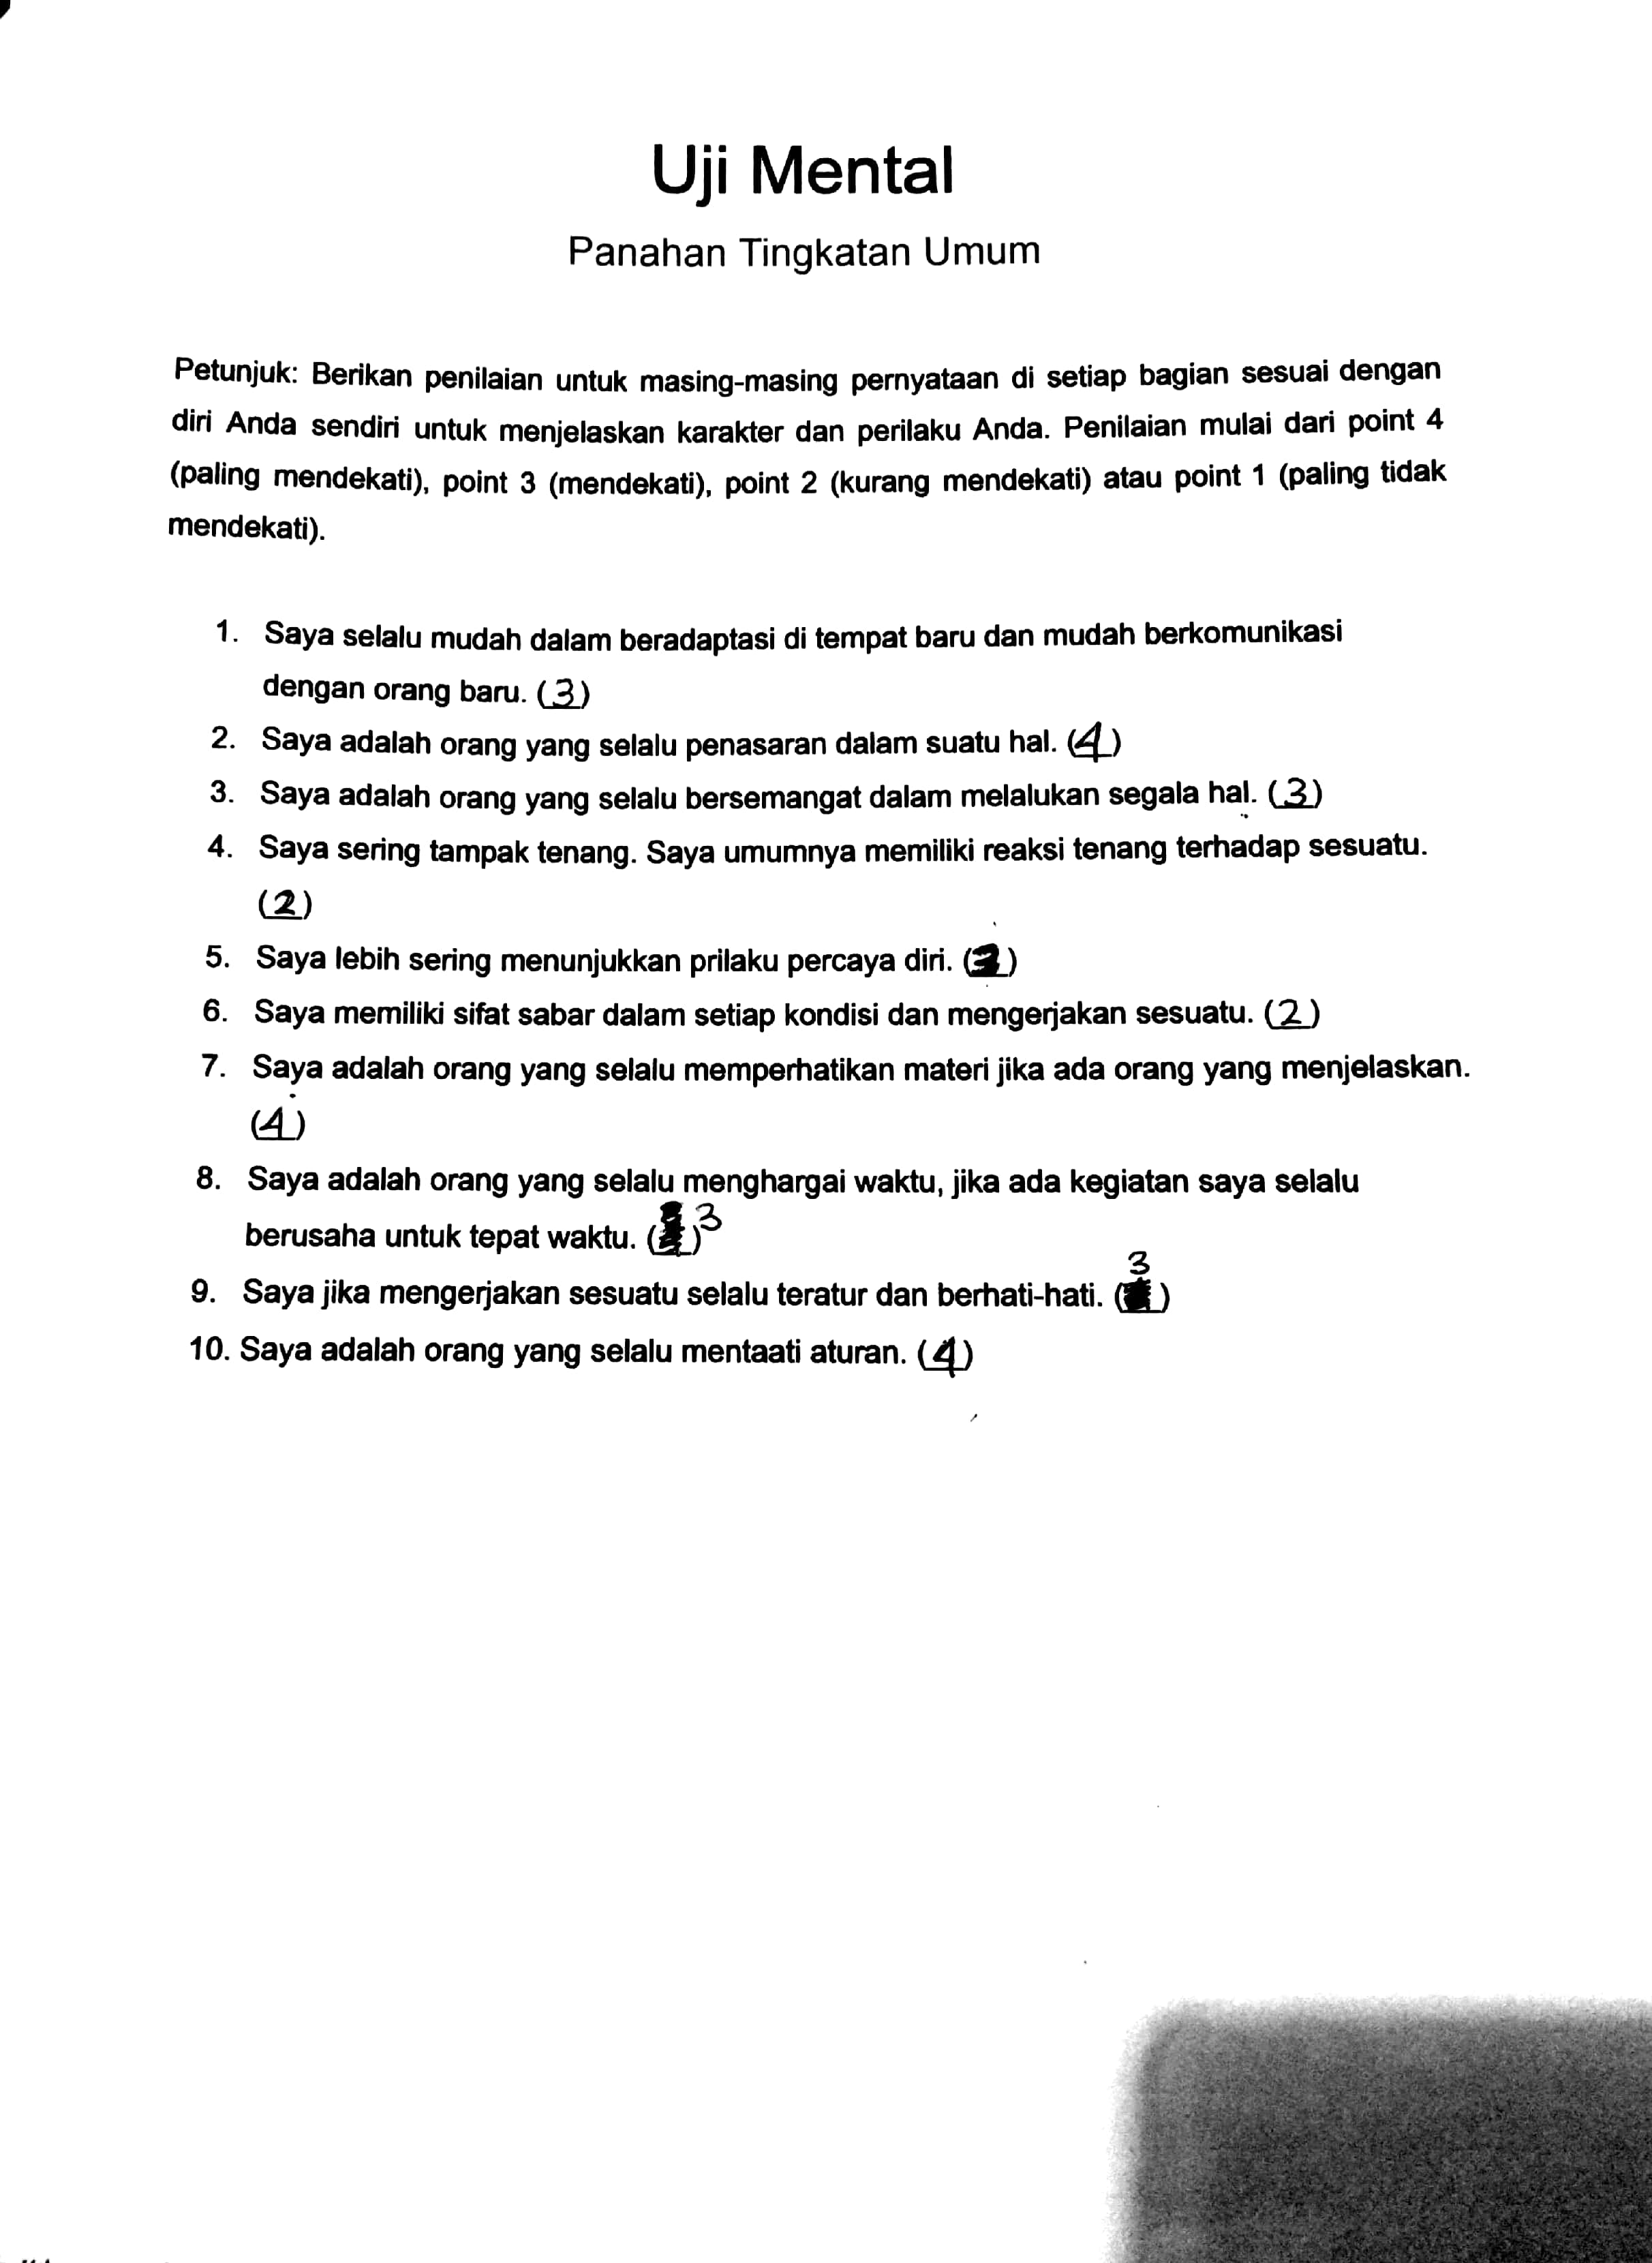 Uji Mental
Panahan Tingkatan Umum
Petunjuk: Berikan penilaian untuk masing-masing pernyataan di setiap bagian sesuai dengan
diri Anda sendiri untuk menjelaskan karakter dan perilaku Anda. Penilaian mulai dari point 4
(paling mendekati), point 3 (mendekati), point 2 (kurang mendekati) atau point 1 (paling tidak
mendekati).
1. Saya selalu mudah dalam beradaptasi di tempat baru dan mudah berkomunikasi
dengan orang baru. (3)
2. Saya adalah orang yang selalu penasaran dalam suatu hal. (4)
3. Saya adalah orang yang selalu bersemangat dalam melalukan segala hal. (3)
4. Saya sering tampak tenang. Saya umumnya memiliki reaksi tenang terhadap sesuatu.
(2)
5. Saya lebih sering menunjukkan prilaku percaya diri. ( )
6. Saya memiliki sifat sabar dalam setiap kondisi dan mengerjakan sesuatu. (2)
7. Saya adalah orang yang selalu memperhatikan materi jika ada orang yang menjelaskan.
(4)
8. Saya adalah orang yang selalu menghargai waktu, jika ada kegiatan saya selalu
berusaha untuk tepat waktu. ( ) 3
9. Saya jika mengerjakan sesuatu selalu teratur dan berhati-hati. ( ) 3
10. Saya adalah orang yang selalu mentaati aturan. (4)